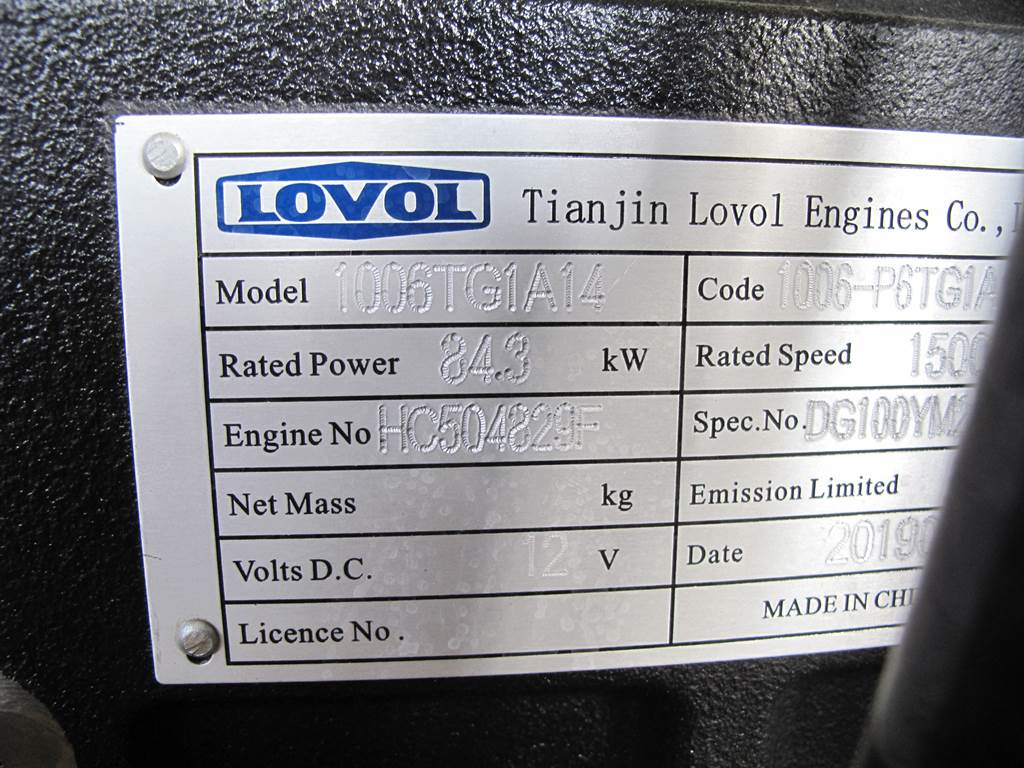 LOVOL Tianjin Lovol Engines Co.,
Model 1006TG1A14 Code 1006-P6TG1A
Rated Power 84.3 kW Rated Speed 1500
Engine No HC504829F Spec.No. DG100YM
Net Mass kg Emission Limited
Volts D.C. 12 V Date 2019
Licence No. MADE IN CHI